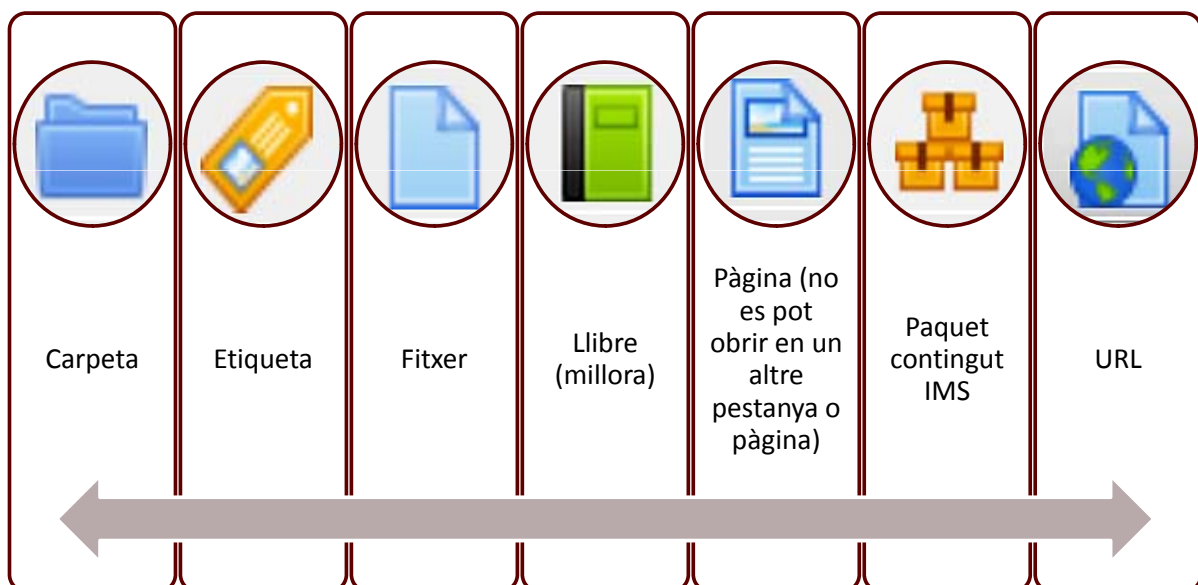 Carpeta
Etiqueta
Fitxer
Llibre
(millora)
Pàgina (no
es pot
obrir en un
altre
pestanya o
pàgina)
Paquet
contingut
IMS
URL